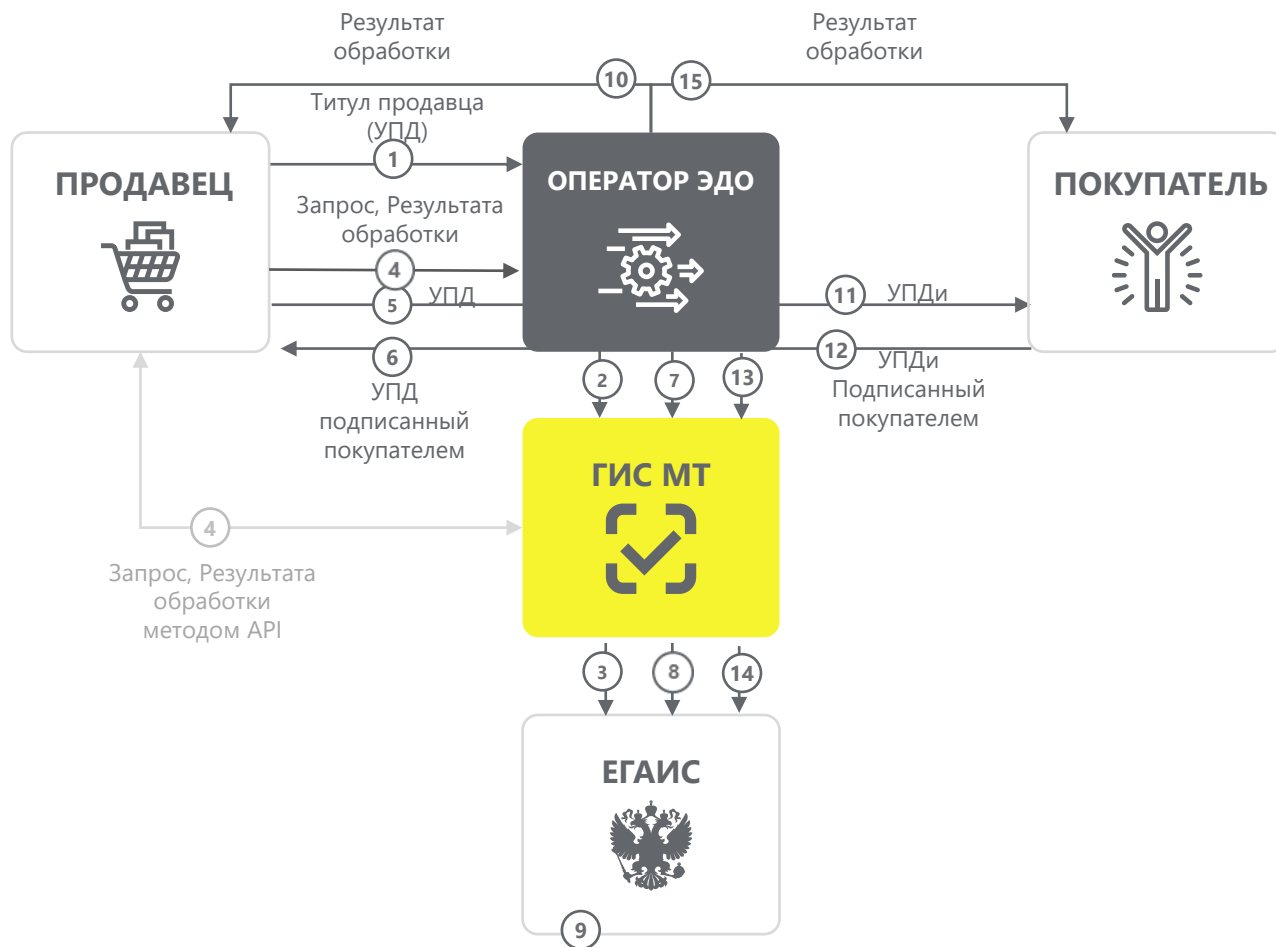 Результат
обработки
Результат
обработки
10
15
Титул продавца
(УПД)
1
ПРОДАВЕЦ
ОПЕРАТОР ЭДО
ПОКУПАТЕЛЬ
Запрос, Результата
обработки
4
5
УПД
11
УПДи
6
УПД
подписанный
покупателем
12
УПДи
Подписанный
покупателем
2
7
13
ГИС МТ
4
Запрос, Результата
обработки
методом API
3
8
14
ЕГАИС
9